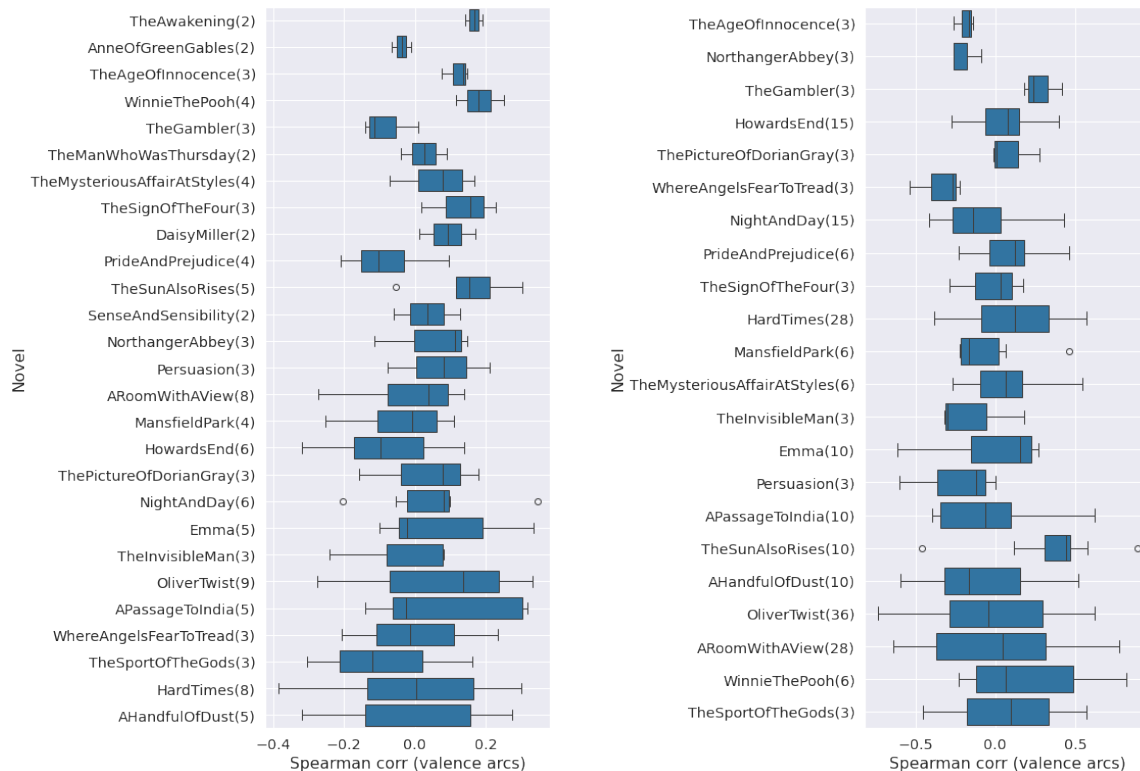 TheAwakening(2)
AnneOfGreenGables(2)
TheAgeOfInnocence(3)
WinnieThePooh(4)
TheGambler(3)
TheManWhoWasThursday(2)
TheMysteriousAffairAtStyles(4)
TheSignOfTheFour(3)
DaisyMiller(2)
PrideAndPrejudice(4)
TheSunAlsoRises(5)
SenseAndSensibility(2)
NorthangerAbbey(3)
Persuasion(3)
ARoomWithAView(8)
MansfieldPark(4)
HowardsEnd(6)
ThePictureOfDorianGray(3)
NightAndDay(6)
Emma(5)
TheInvisibleMan(3)
OliverTwist(9)
APassageToIndia(5)
WhereAngelsFearToTread(3)
TheSportOfTheGods(3)
HardTimes(8)
AHandfulOfDust(5)
Novel
−0.4 −0.2 0.0 0.2
Spearman corr (valence arcs)
TheAgeOfInnocence(3)
NorthangerAbbey(3)
TheGambler(3)
HowardsEnd(15)
ThePictureOfDorianGray(3)
WhereAngelsFearToTread(3)
NightAndDay(15)
PrideAndPrejudice(6)
TheSignOfTheFour(3)
HardTimes(28)
MansfieldPark(6)
TheMysteriousAffairAtStyles(6)
TheInvisibleMan(3)
Emma(10)
Persuasion(3)
APassageToIndia(10)
TheSunAlsoRises(10)
AHandfulOfDust(10)
OliverTwist(36)
ARoomWithAView(28)
WinnieThePooh(6)
TheSportOfTheGods(3)
Novel
−0.5 0.0 0.5
Spearman corr (valence arcs)